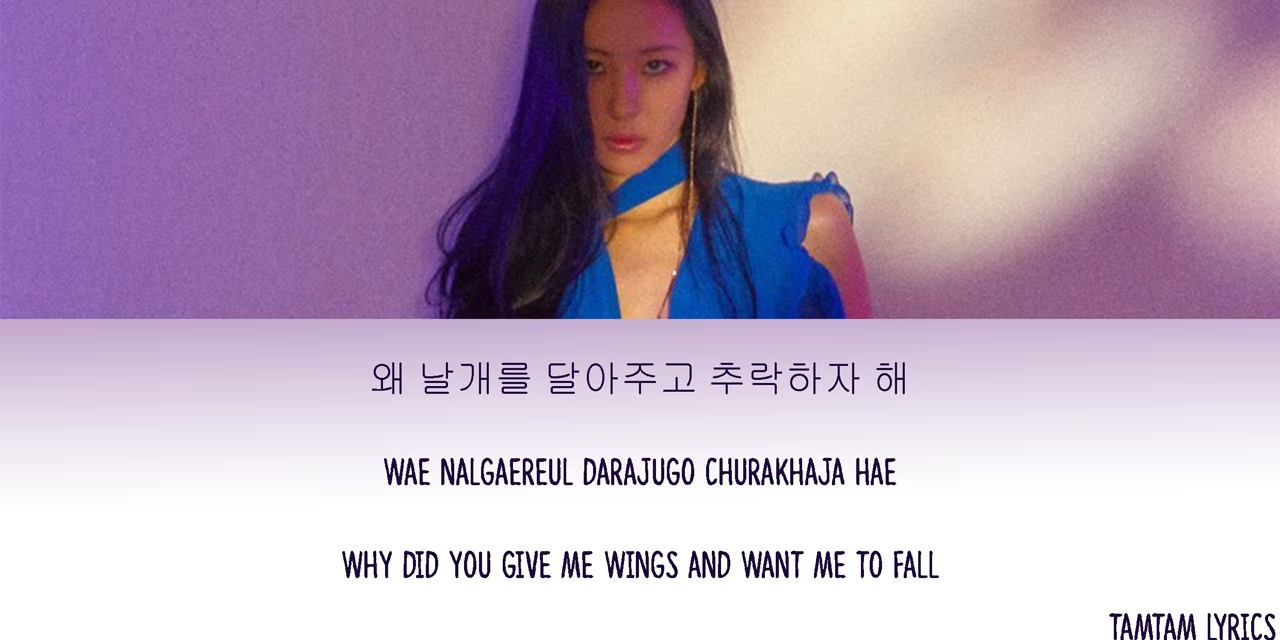 왜 날개를 달아주고 추락하자 해
WAE NALGAEREUL DARAJUGO CHURAKHAJA HAE
WHY DID YOU GIVE ME WINGS AND WANT ME TO FALL
TAMTAM LYRICS